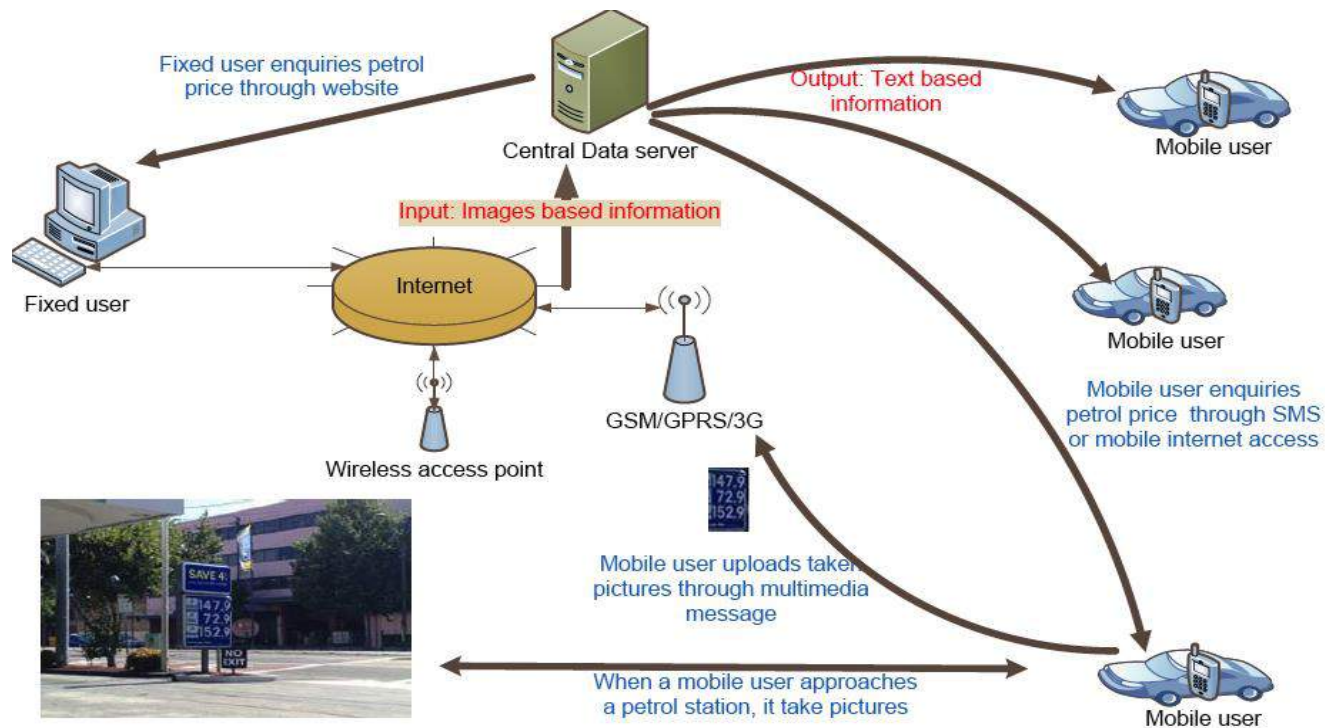 Fixed user enquiries petrol
price through website
Central Data server
Output: Text based
information)
Mobile user
Input: Images based information
Internet
Fixed user
Mobile user
GSM/GPRS/3G
Wireless access point
Mobile user enquiries
petrol price through SMS
or mobile internet access
147.9
72.9
152.9
Mobile user uploads taken
pictures through multimedia
message
SAVE 4
147.9
72.9
152.9
NO
EXIT
When a mobile user approaches
a petrol station, it take pictures
Mobile user